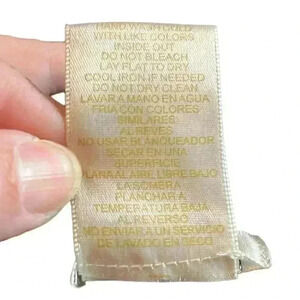 HAND WASH COLD
WITH LIKE COLORS
INSIDE OUT
DO NOT BLEACH
LAY FLAT TO DRY
COOL IRON IF NEEDED
DO NOT DRY CLEAN
LAVAR A MANO EN AGUA
FRIA CON COLORES
SIMILARES
AL REVES
NO USAR BLANQUEADOR
SECAR EN UNA
SUPERFICIE
PLANA AL AIRE LIBRE BAJO
LA SOMBRA
PLANCHAR A
TEMPERATURA BAJA
AL REVERSO
NO ENVIAR A UN SERVICIO
DE LAVADO EN SECO